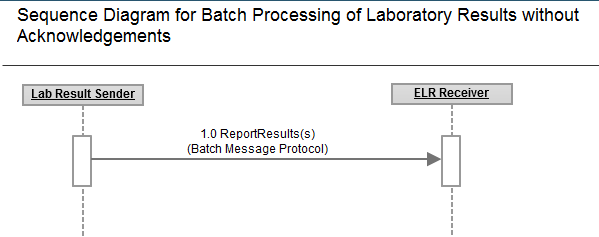 Sequence Diagram for Batch Processing of Laboratory Results without
Acknowledgements
Lab Result Sender
ELR Receiver
1.0 ReportResults(s)
(Batch Message Protocol)